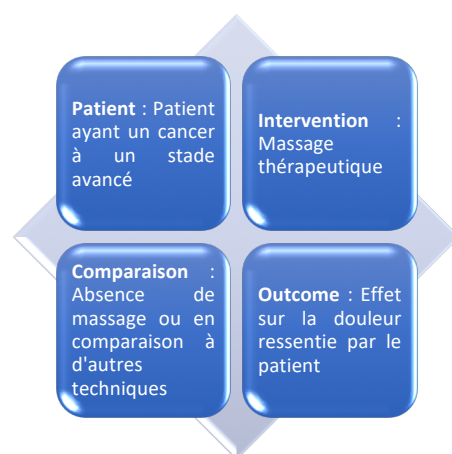 Patient : Patient
ayant un cancer
à un stade
avancé
Intervention :
Massage
thérapeutique
Comparaison :
Absence de
massage ou en
comparaison à
d'autres
techniques
Outcome : Effet
sur la douleur
ressentie par le
patient